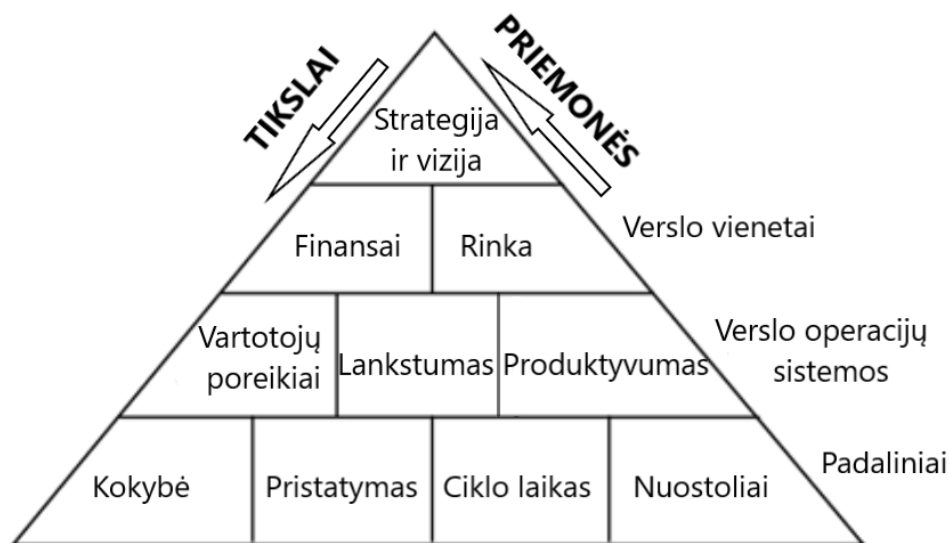 TIKSLAI
PRIEMONĖS
Strategija
ir vizija
Finansai
Rinka
Verslo vienetai
Vartotojų
poreikiai
Lankstumas
Produktyvumas
Verslo operacijų
sistemos
Kokybė
Pristatymas
Ciklo laikas
Nuostoliai
Padaliniai